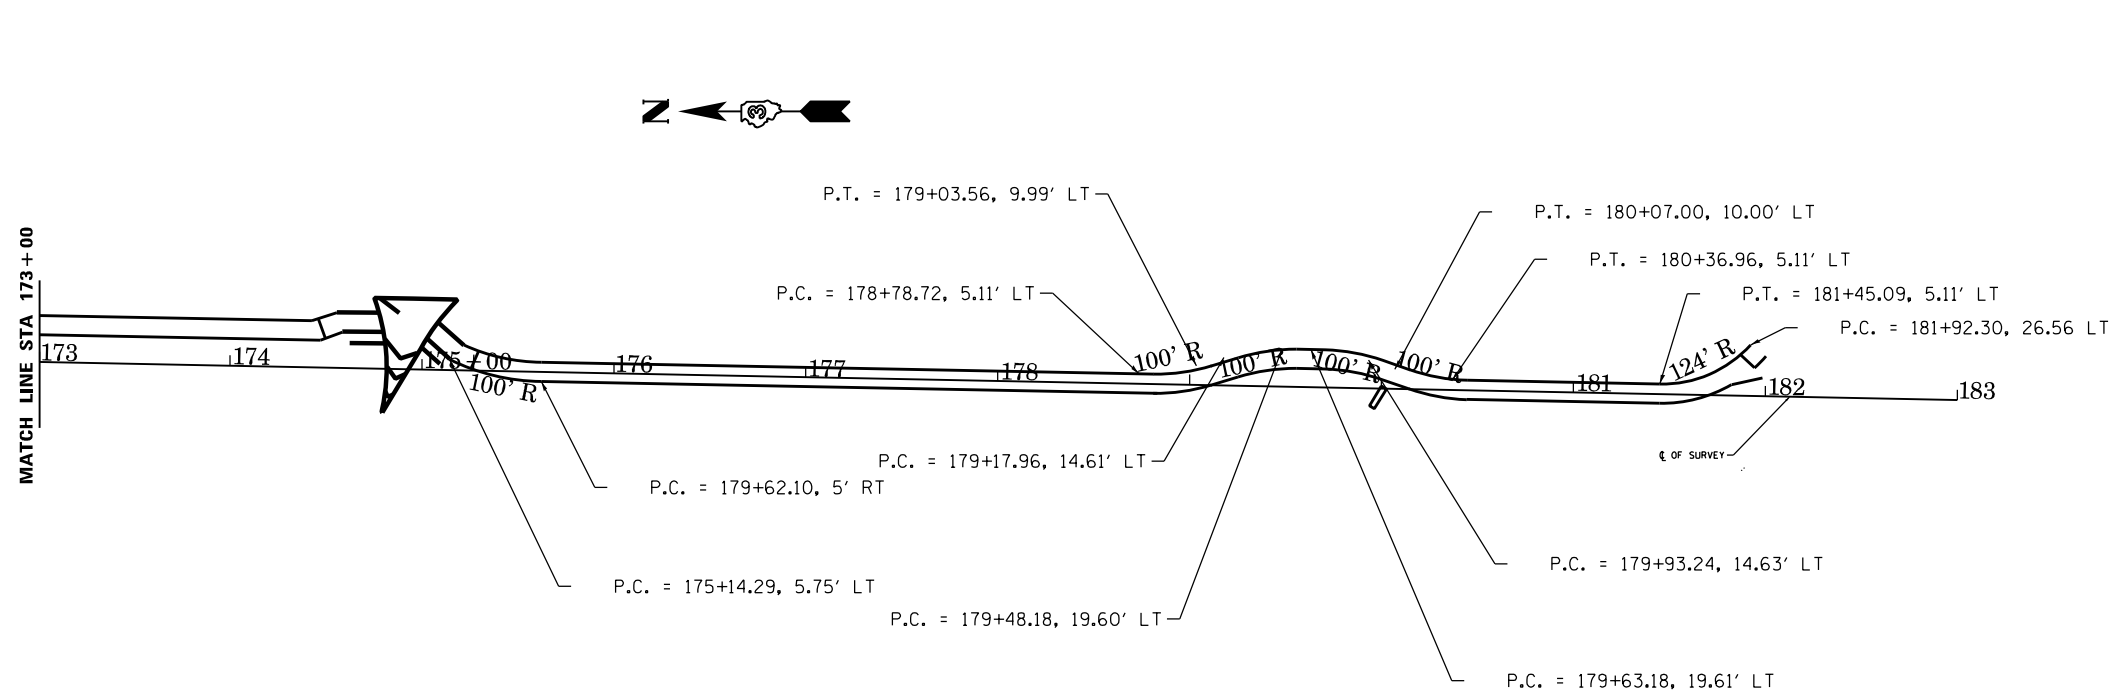 N
3
P.T. = 179+03.56, 9.99' LT
P.T. = 180+07.00, 10.00' LT
P.T. = 180+36.96, 5.11' LT
P.C. = 178+78.72, 5.11' LT
P.T. = 181+45.09, 5.11' LT
P.C. = 181+92.30, 26.56 LT
MATCH LINE STA 173+00
173
174
175+00
176
177
178
181
182
183
100' R
100' R
100' R
100' R
100' R
124' R
℄ OF SURVEY
P.C. = 179+17.96, 14.61' LT
P.C. = 179+62.10, 5' RT
P.C. = 179+93.24, 14.63' LT
P.C. = 175+14.29, 5.75' LT
P.C. = 179+48.18, 19.60' LT
P.C. = 179+63.18, 19.61' LT